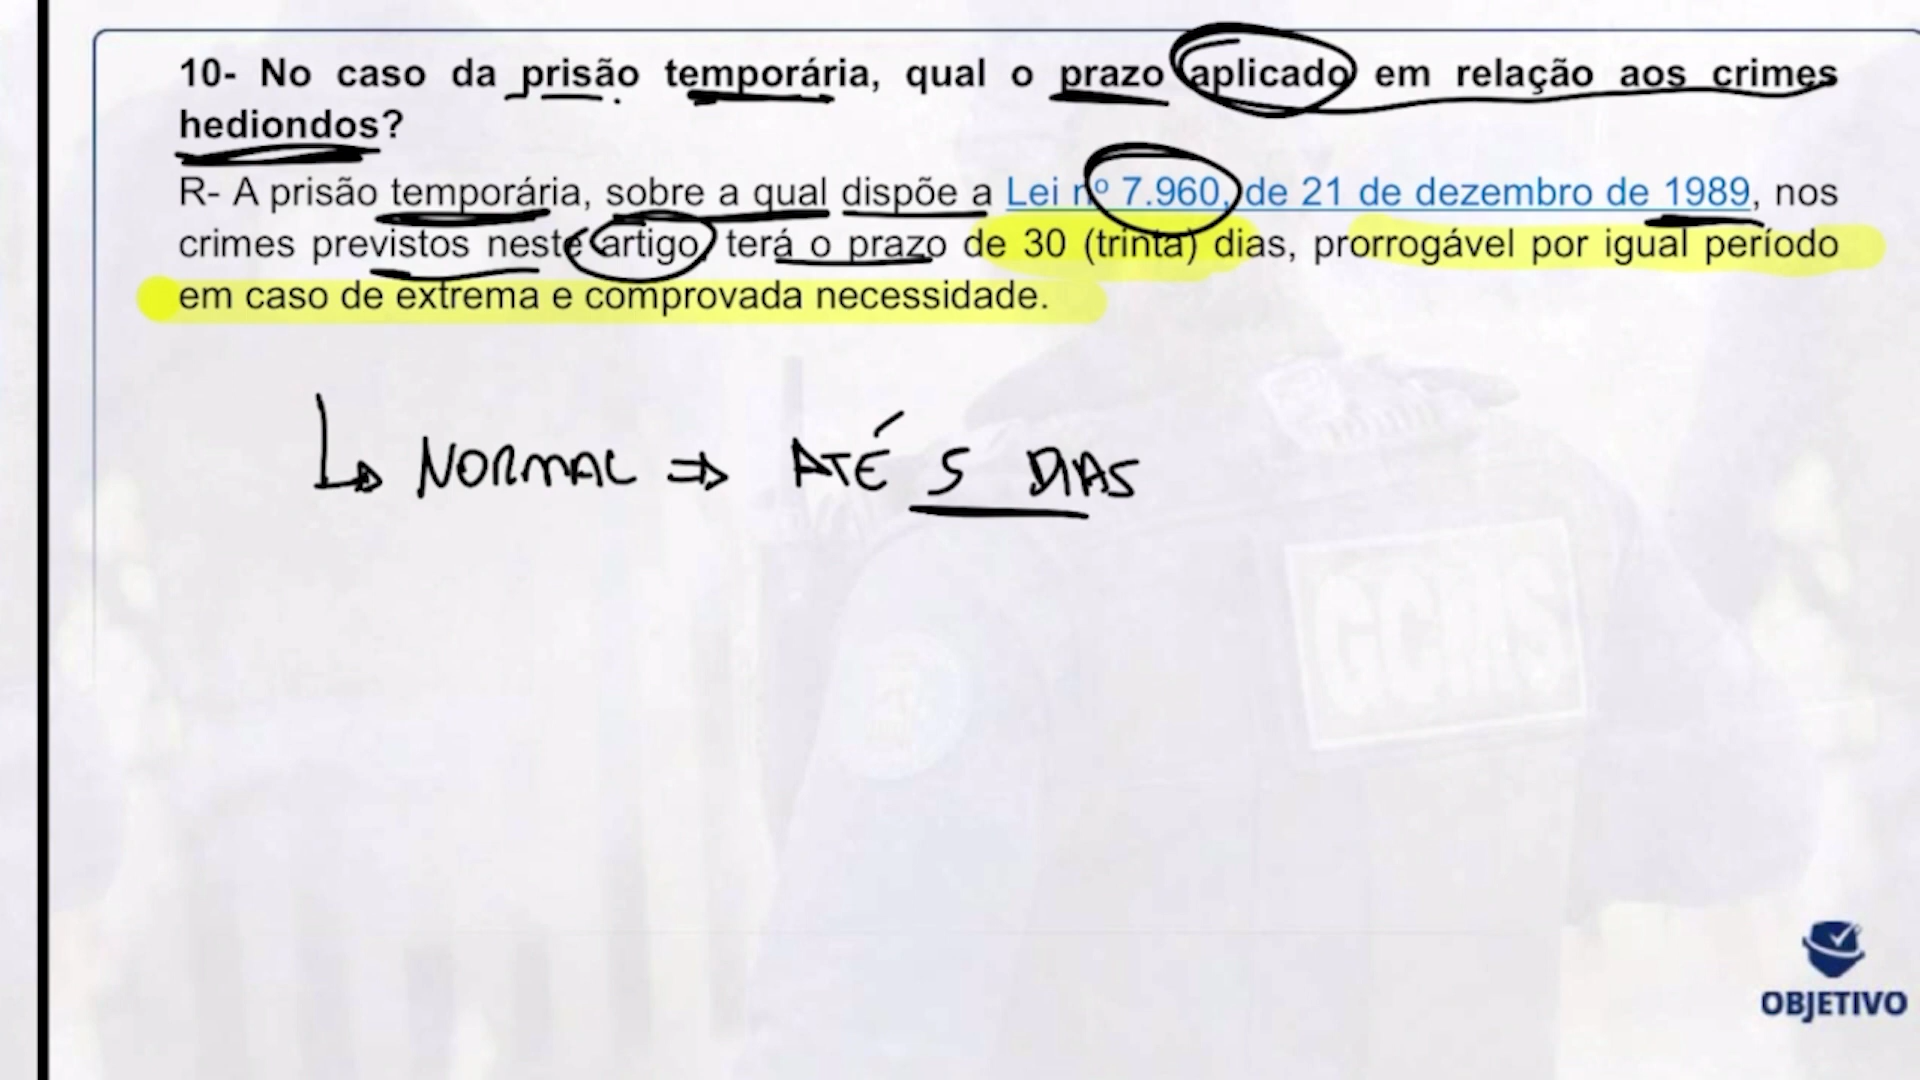 10- No caso da prisão temporária, qual o prazo aplicado em relação aos crimes
hediondos?
R- A prisão temporária, sobre a qual dispõe a Lei nº 7.960, de 21 de dezembro de 1989, nos
crimes previstos neste artigo, terá o prazo de 30 (trinta) dias, prorrogável por igual período
em caso de extrema e comprovada necessidade.
↳ NORMAL ⇒ ATÉ 5 DIAS
GCMS
OBJETIVO